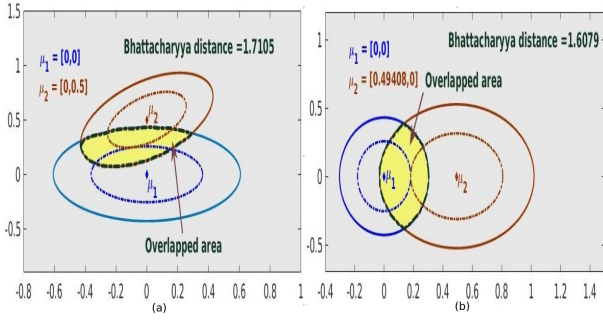 Bhattacharyya distance =1.7105
μ1 = [0,0]
μ2 = [0,0.5]
μ2
μ1
Overlapped area
1.5
1
0.5
0
-0.5
-0.8 -0.6 -0.4 -0.2 0 0.2 0.4 0.6 0.8 1
(a)
Bhattacharyya distance =1.6079
μ1 = [0,0]
μ2 = [0.49408,0]
Overlapped area
μ1
μ2
1
0.5
0
-0.5
-0.4 0 0.2 0.4 0.6 0.8 1 1.2 1.4
(b)